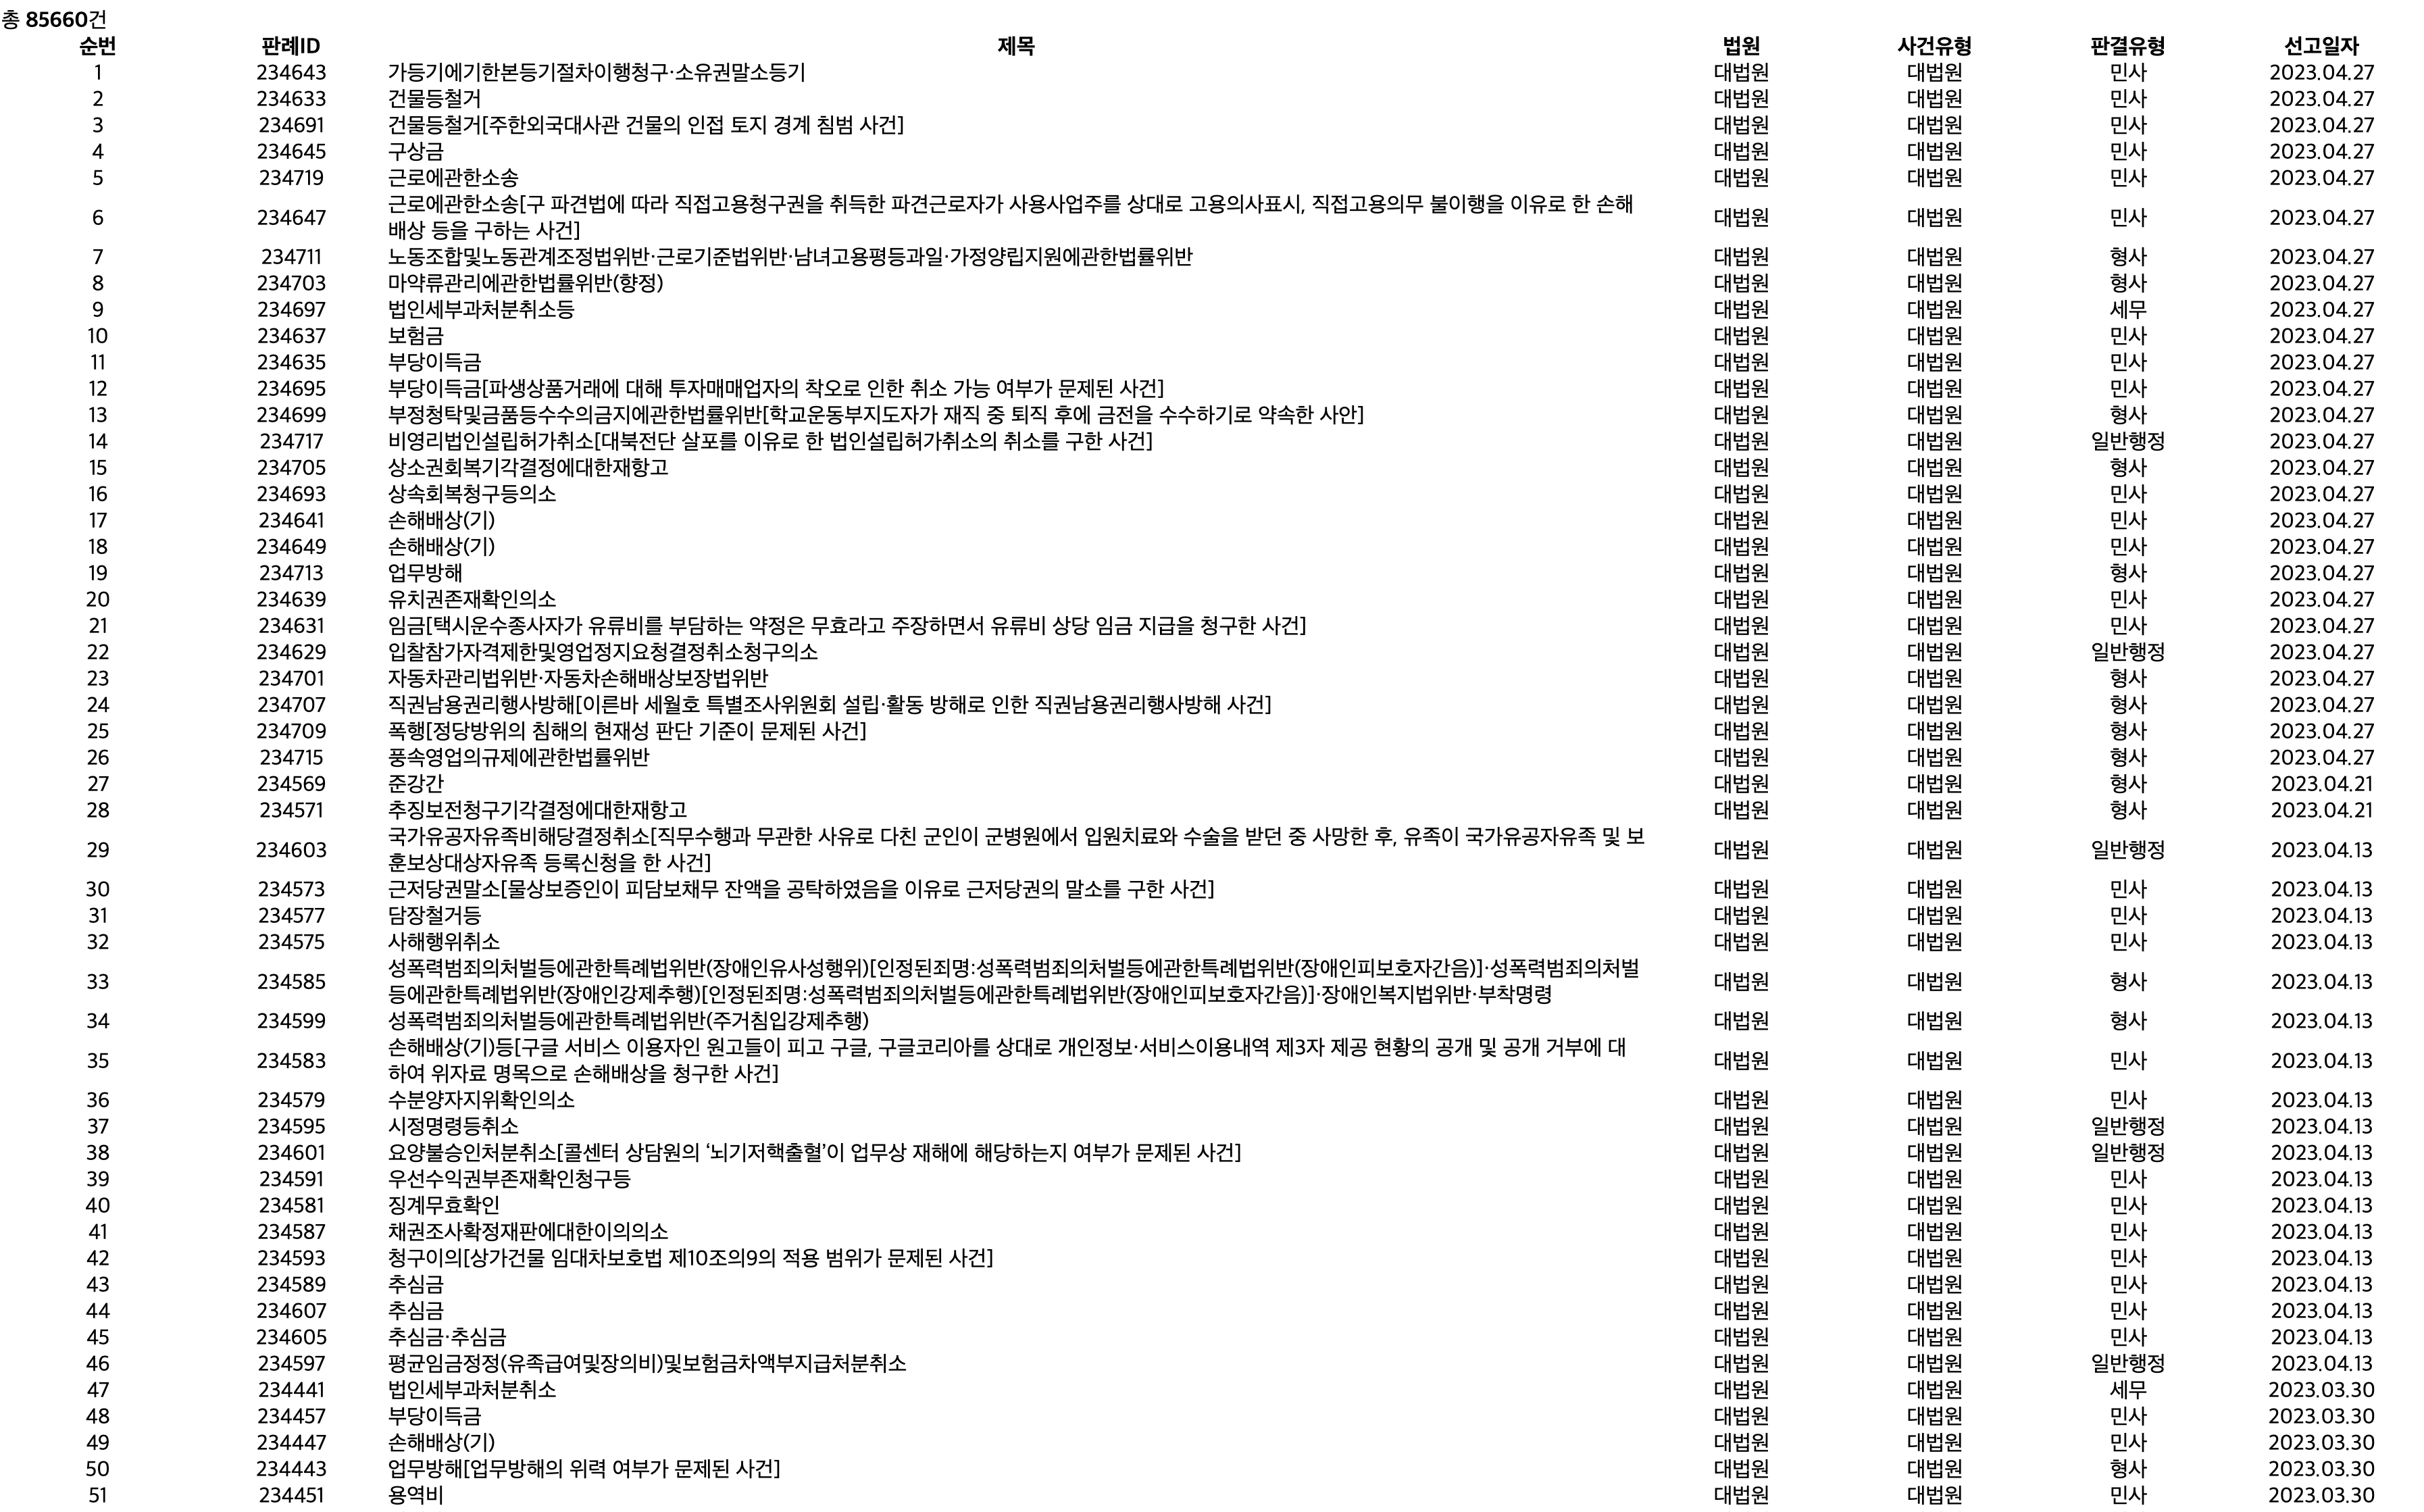 총 85660건
순번 판례ID 제목 법원 사건유형 판결유형 선고일자
1 234643 가등기에기한본등기절차이행청구·소유권말소등기 대법원 대법원 민사 2023.04.27
2 234633 건물등철거 대법원 대법원 민사 2023.04.27
3 234691 건물등철거[주한외국대사관 건물의 인접 토지 경계 침범 사건] 대법원 대법원 민사 2023.04.27
4 234645 구상금 대법원 대법원 민사 2023.04.27
5 234719 근로에관한소송 대법원 대법원 민사 2023.04.27
6 234647 근로에관한소송[구 파견법에 따라 직접고용청구권을 취득한 파견근로자가 사용사업주를 상대로 고용의사표시, 직접고용의무 불이행을 이유로 한 손해
배상 등을 구하는 사건] 대법원 대법원 민사 2023.04.27
7 234711 노동조합및노동관계조정법위반·근로기준법위반·남녀고용평등과일·가정양립지원에관한법률위반 대법원 대법원 형사 2023.04.27
8 234703 마약류관리에관한법률위반(향정) 대법원 대법원 형사 2023.04.27
9 234697 법인세부과처분취소등 대법원 대법원 세무 2023.04.27
10 234637 보험금 대법원 대법원 민사 2023.04.27
11 234635 부당이득금 대법원 대법원 민사 2023.04.27
12 234695 부당이득금[파생상품거래에 대해 투자매매업자의 착오로 인한 취소 가능 여부가 문제된 사건] 대법원 대법원 민사 2023.04.27
13 234699 부정청탁및금품등수수의금지에관한법률위반[학교운동부지도자가 재직 중 퇴직 후에 금전을 수수하기로 약속한 사안] 대법원 대법원 형사 2023.04.27
14 234717 비영리법인설립허가취소[대북전단 살포를 이유로 한 법인설립허가취소의 취소를 구한 사건] 대법원 대법원 일반행정 2023.04.27
15 234705 상소권회복기각결정에대한재항고 대법원 대법원 형사 2023.04.27
16 234693 상속회복청구등의소 대법원 대법원 민사 2023.04.27
17 234641 손해배상(기) 대법원 대법원 민사 2023.04.27
18 234649 손해배상(기) 대법원 대법원 민사 2023.04.27
19 234713 업무방해 대법원 대법원 형사 2023.04.27
20 234639 유치권존재확인의소 대법원 대법원 민사 2023.04.27
21 234631 임금[택시운수종사자가 유류비를 부담하는 약정은 무효라고 주장하면서 유류비 상당 임금 지급을 청구한 사건] 대법원 대법원 민사 2023.04.27
22 234629 입찰참가자격제한및영업정지요청결정취소청구의소 대법원 대법원 일반행정 2023.04.27
23 234701 자동차관리법위반·자동차손해배상보장법위반 대법원 대법원 형사 2023.04.27
24 234707 직권남용권리행사방해[이른바 세월호 특별조사위원회 설립·활동 방해로 인한 직권남용권리행사방해 사건] 대법원 대법원 형사 2023.04.27
25 234709 폭행[정당방위의 침해의 현재성 판단 기준이 문제된 사건] 대법원 대법원 형사 2023.04.27
26 234715 풍속영업의규제에관한법률위반 대법원 대법원 형사 2023.04.27
27 234569 준강간 대법원 대법원 형사 2023.04.21
28 234571 추징보전청구기각결정에대한재항고 대법원 대법원 형사 2023.04.21
29 234603 국가유공자유족비해당결정취소[직무수행과 무관한 사유로 다친 군인이 군병원에서 입원치료와 수술을 받던 중 사망한 후, 유족이 국가유공자유족 및 보
훈보상대상자유족 등록신청을 한 사건] 대법원 대법원 일반행정 2023.04.13
30 234573 근저당권말소[물상보증인이 피담보채무 잔액을 공탁하였음을 이유로 근저당권의 말소를 구한 사건] 대법원 대법원 민사 2023.04.13
31 234577 담장철거등 대법원 대법원 민사 2023.04.13
32 234575 사해행위취소 대법원 대법원 민사 2023.04.13
33 234585 성폭력범죄의처벌등에관한특례법위반(장애인유사성행위)[인정된죄명:성폭력범죄의처벌등에관한특례법위반(장애인피보호자간음)]·성폭력범죄의처벌
등에관한특례법위반(장애인강제추행)[인정된죄명:성폭력범죄의처벌등에관한특례법위반(장애인피보호자간음)]·장애인복지법위반·부착명령 대법원 대법원 형사 2023.04.13
34 234599 성폭력범죄의처벌등에관한특례법위반(주거침입강제추행) 대법원 대법원 형사 2023.04.13
35 234583 손해배상(기)등[구글 서비스 이용자인 원고들이 피고 구글, 구글코리아를 상대로 개인정보·서비스이용내역 제3자 제공 현황의 공개 및 공개 거부에 대
하여 위자료 명목으로 손해배상을 청구한 사건] 대법원 대법원 민사 2023.04.13
36 234579 수분양자지위확인의소 대법원 대법원 민사 2023.04.13
37 234595 시정명령등취소 대법원 대법원 일반행정 2023.04.13
38 234601 요양불승인처분취소[콜센터 상담원의 ‘뇌기저핵출혈’이 업무상 재해에 해당하는지 여부가 문제된 사건] 대법원 대법원 일반행정 2023.04.13
39 234591 우선수익권부존재확인청구등 대법원 대법원 민사 2023.04.13
40 234581 징계무효확인 대법원 대법원 민사 2023.04.13
41 234587 채권조사확정재판에대한이의의소 대법원 대법원 민사 2023.04.13
42 234593 청구이의[상가건물 임대차보호법 제10조의9의 적용 범위가 문제된 사건] 대법원 대법원 민사 2023.04.13
43 234589 추심금 대법원 대법원 민사 2023.04.13
44 234607 추심금 대법원 대법원 민사 2023.04.13
45 234605 추심금·추심금 대법원 대법원 민사 2023.04.13
46 234597 평균임금정정(유족급여및장의비)및보험금차액부지급처분취소 대법원 대법원 일반행정 2023.04.13
47 234441 법인세부과처분취소 대법원 대법원 세무 2023.03.30
48 234457 부당이득금 대법원 대법원 민사 2023.03.30
49 234447 손해배상(기) 대법원 대법원 민사 2023.03.30
50 234443 업무방해[업무방해의 위력 여부가 문제된 사건] 대법원 대법원 형사 2023.03.30
51 234451 용역비 대법원 대법원 민사 2023.03.30